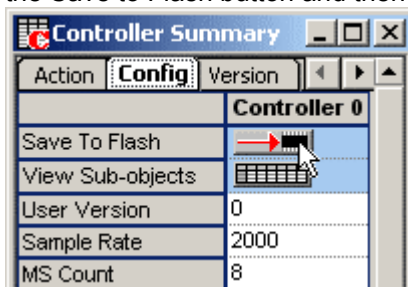 the Save to Flash button and then
Controller Summary
Action Config Version
Controller 0
Save To Flash
View Sub-objects
User Version 0
Sample Rate 2000
MS Count 8